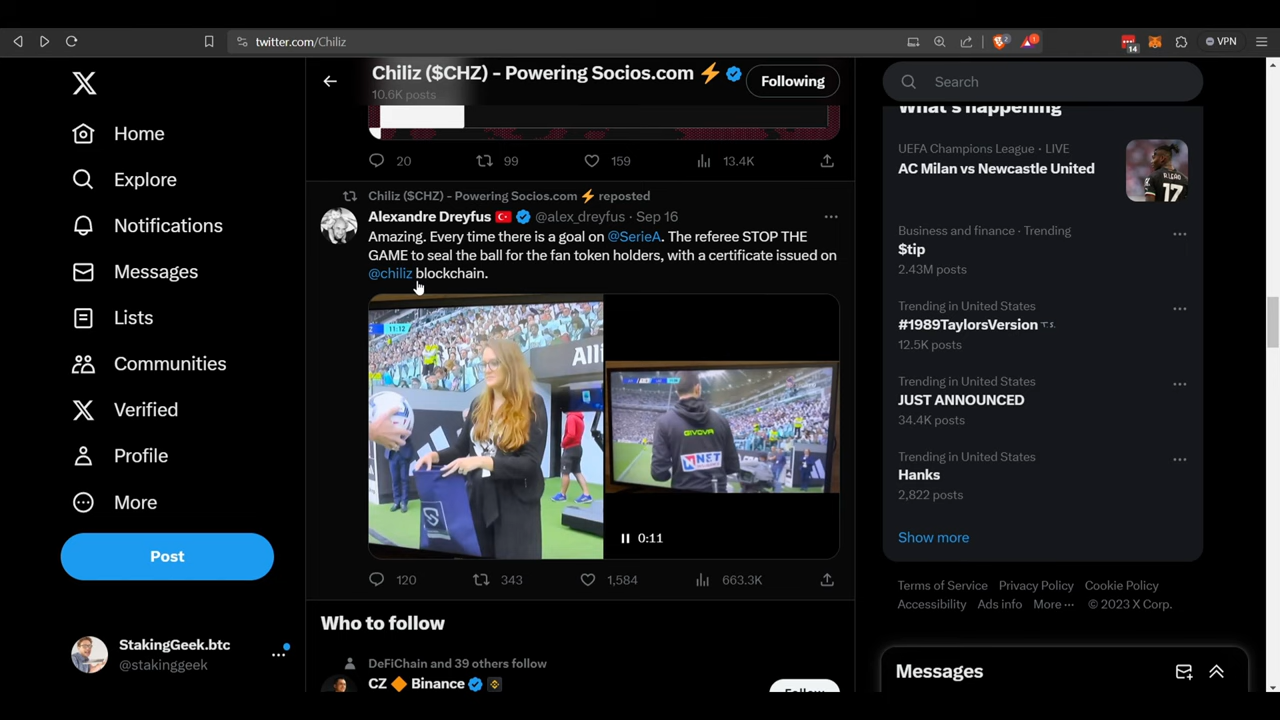 twitter.com/Chiliz
14
2
1
VPN
Home
Explore
Notifications
Messages
Lists
Communities
Verified
Profile
More
Post
StakingGeek.btc
@stakinggeek
Chiliz ($CHZ) - Powering Socios.com ⚡
10.6K posts
Following
20
99
159
13.4K
Chiliz ($CHZ) - Powering Socios.com ⚡ reposted
Alexandre Dreyfus 🇹🇷 @alex_dreyfus · Sep 16
Amazing. Every time there is a goal on @SerieA. The referee STOP THE
GAME to seal the ball for the fan token holders, with a certificate issued on
@chiliz blockchain.
11:12
Alli
GIVOVA
NET
0:11
120
343
1,584
663.3K
Who to follow
DeFiChain and 39 others follow
CZ 🔶 Binance
Follow
Search
What's happening
UEFA Champions League · LIVE
AC Milan vs Newcastle United
17
Business and finance · Trending
$tip
2.43M posts
Trending in United States
#1989TaylorsVersion T.S.
12.5K posts
Trending in United States
JUST ANNOUNCED
34.4K posts
Trending in United States
Hanks
2,822 posts
Show more
Terms of Service Privacy Policy Cookie Policy
Accessibility Ads info More ··· © 2023 X Corp.
Messages